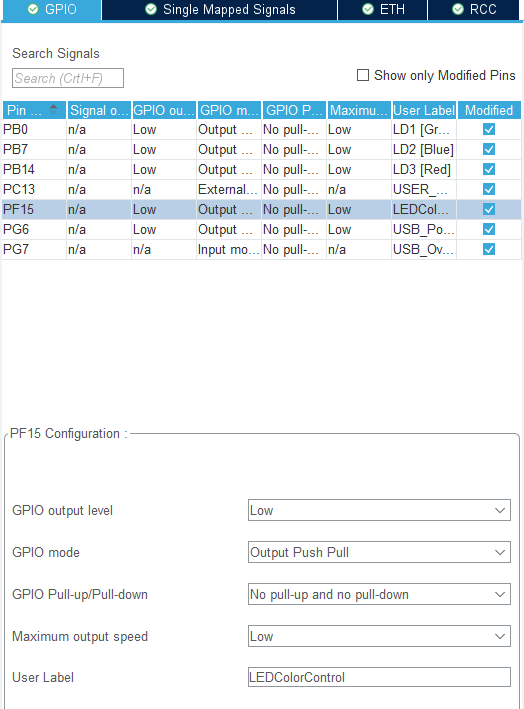 GPIO Single Mapped Signals ETH RCC
Search Signals
Search (Crtl+F)
Show only Modified Pins
Pin ... Signal o... GPIO ou... GPIO m... GPIO P... Maximu... User Label Modified
PB0 n/a Low Output ... No pull-... Low LD1 [Gr...
PB7 n/a Low Output ... No pull-... Low LD2 [Blue]
PB14 n/a Low Output ... No pull-... Low LD3 [Red]
PC13 n/a n/a External... No pull-... n/a USER_...
PF15 n/a Low Output ... No pull-... Low LEDCol...
PG6 n/a Low Output ... No pull-... Low USB_Po...
PG7 n/a n/a Input mo... No pull-... n/a USB_Ov...
PF15 Configuration :
GPIO output level Low
GPIO mode Output Push Pull
GPIO Pull-up/Pull-down No pull-up and no pull-down
Maximum output speed Low
User Label LEDColorControl